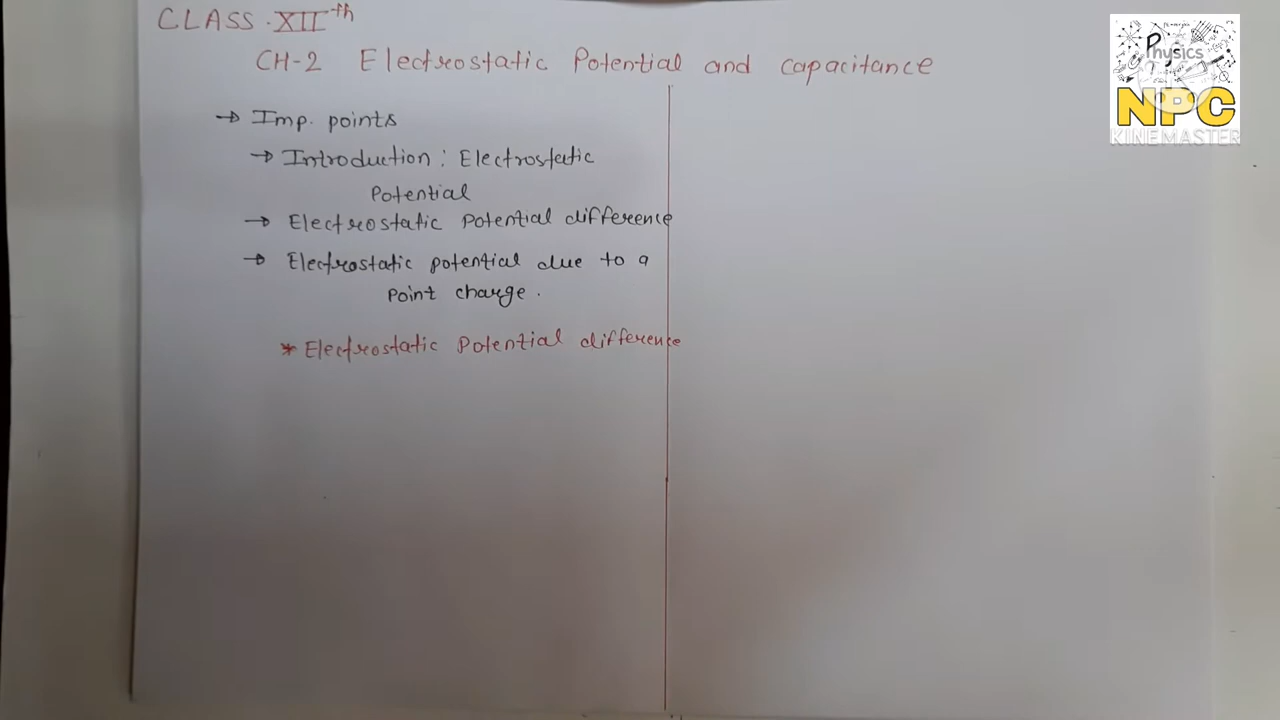 CLASS.XII-th
CH-2 Electrostatic Potential and capacitance
→ Imp. points
→ Introduction : Electrostatic
Potential
→ Electrostatic Potential difference
→ Electrostatic potential due to a
point charge.
* Electrostatic Potential difference
Physics
NPC
KINEMASTER